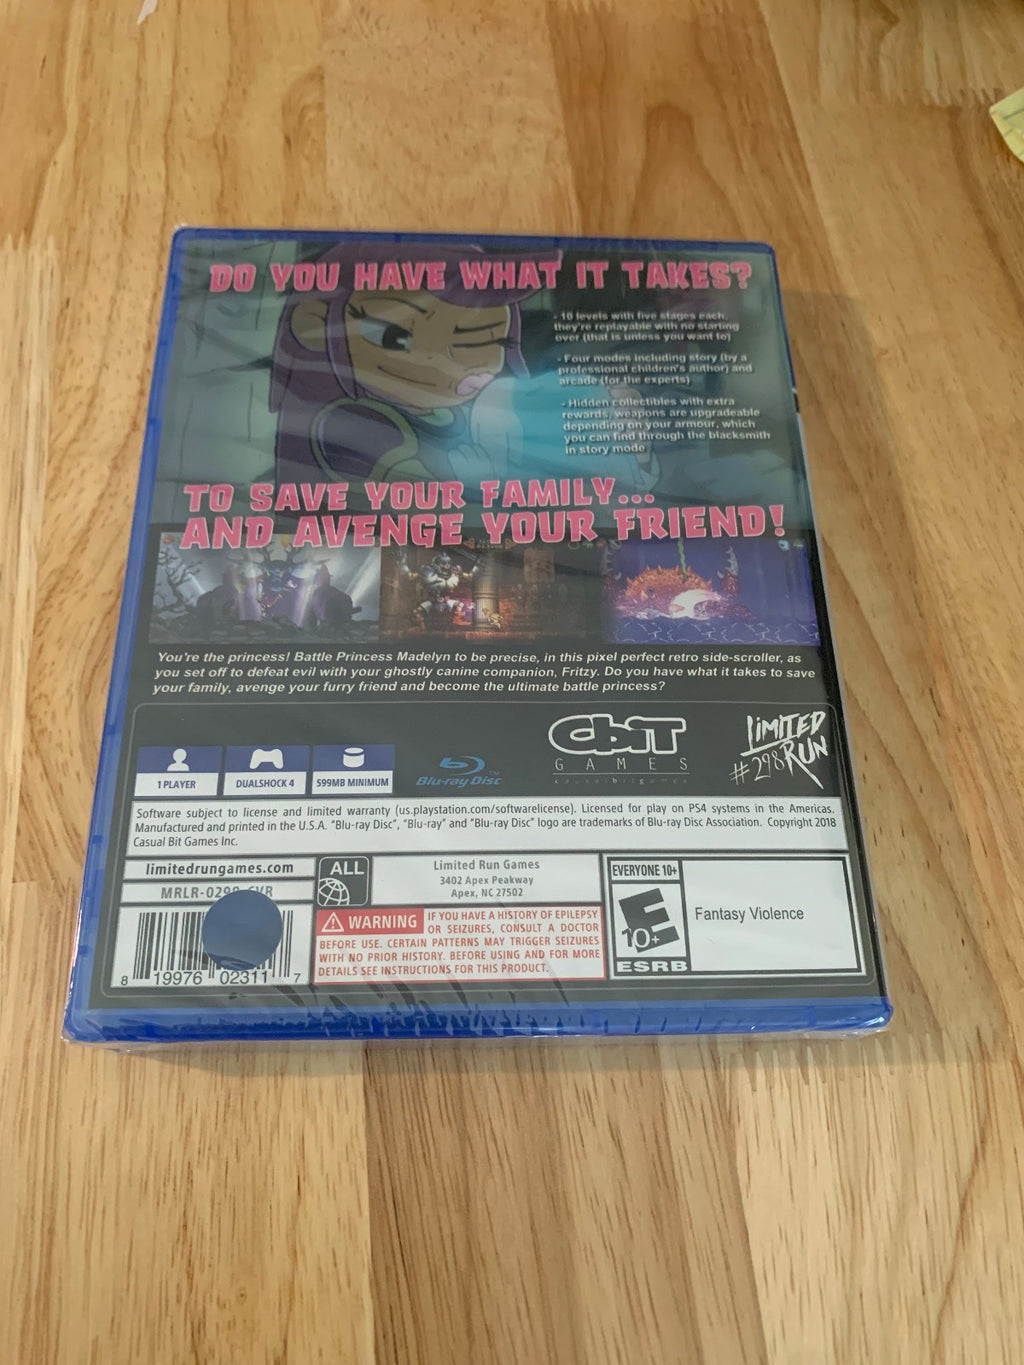 DO YOU HAVE WHAT IT TAKES?
- 10 levels with five stages each,
they're replayable with no starting
over (that is unless you want to)
- Four modes including story (by a
professional children's author) and
arcade (for the experts)
- Hidden collectibles with extra
rewards, weapons are upgradeable
depending on your armour, which
you can find through the blacksmith
in story mode
TO SAVE YOUR FAMILY...
AND AVENGE YOUR FRIEND!
You're the princess! Battle Princess Madelyn to be precise, in this pixel perfect retro side-scroller, as
you set off to defeat evil with your ghostly canine companion, Fritzy. Do you have what it takes to save
your family, avenge your furry friend and become the ultimate battle princess?
1 PLAYER
DUALSHOCK 4
599MB MINIMUM
Blu-ray Disc™
CbiT
GAMES
casualbitgames
LIMITED
RUN
#298
Software subject to license and limited warranty (us.playstation.com/softwarelicense). Licensed for play on PS4 systems in the Americas.
Manufactured and printed in the U.S.A. "Blu-ray Disc", "Blu-ray" and "Blu-ray Disc" logo are trademarks of Blu-ray Disc Association. Copyright 2018
Casual Bit Games Inc.
limitedrungames.com
8 19976 02311 7
ALL
Limited Run Games
3402 Apex Peakway
Apex, NC 27502
WARNING IF YOU HAVE A HISTORY OF EPILEPSY
OR SEIZURES, CONSULT A DOCTOR
BEFORE USE. CERTAIN PATTERNS MAY TRIGGER SEIZURES
WITH NO PRIOR HISTORY. BEFORE USING AND FOR MORE
DETAILS SEE INSTRUCTIONS FOR THIS PRODUCT.
EVERYONE 10+
E
10+
ESRB
Fantasy Violence